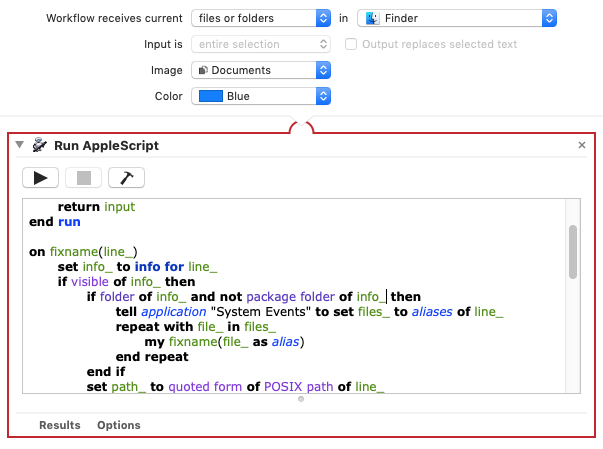 Workflow receives current files or folders in Finder
Input is entire selection Output replaces selected text
Image Documents
Color Blue
Run AppleScript
return input
end run
on fixname(line_)
set info_ to info for line_
if visible of info_ then
if folder of info_ and not package folder of info_ then
tell application "System Events" to set files_ to aliases of line_
repeat with file_ in files_
my fixname(file_ as alias)
end repeat
end if
set path_ to quoted form of POSIX path of line_
Results Options